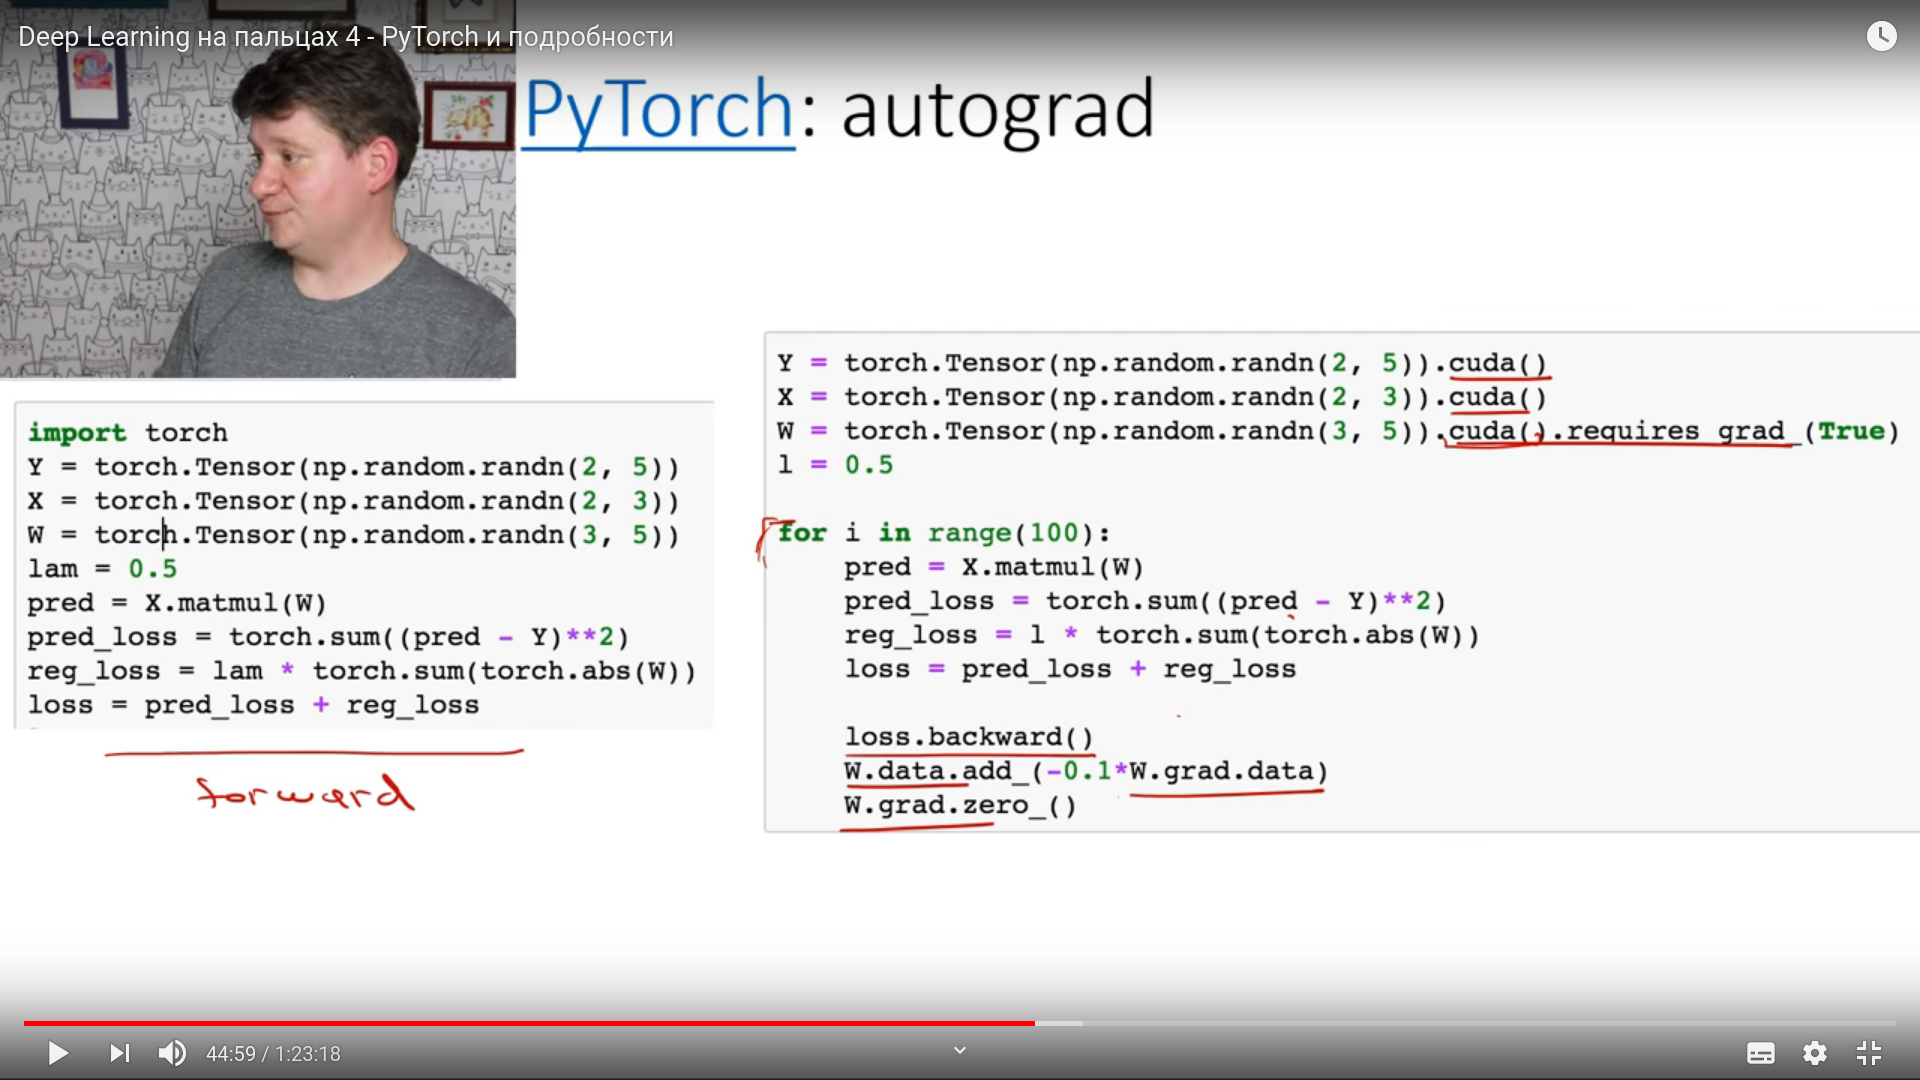 Deep Learning на пальцах 4 - PyTorch и подробности
PyTorch: autograd
import torch
Y = torch.Tensor(np.random.randn(2, 5))
X = torch.Tensor(np.random.randn(2, 3))
W = torch.Tensor(np.random.randn(3, 5))
lam = 0.5
pred = X.matmul(W)
pred_loss = torch.sum((pred - Y)**2)
reg_loss = lam * torch.sum(torch.abs(W))
loss = pred_loss + reg_loss
forward
Y = torch.Tensor(np.random.randn(2, 5)).cuda()
X = torch.Tensor(np.random.randn(2, 3)).cuda()
W = torch.Tensor(np.random.randn(3, 5)).cuda().requires_grad_(True)
l = 0.5
for i in range(100):
    pred = X.matmul(W)
    pred_loss = torch.sum((pred - Y)**2)
    reg_loss = l * torch.sum(torch.abs(W))
    loss = pred_loss + reg_loss
    loss.backward()
    W.data.add_(-0.1*W.grad.data)
    W.grad.zero_()
44:59 / 1:23:18